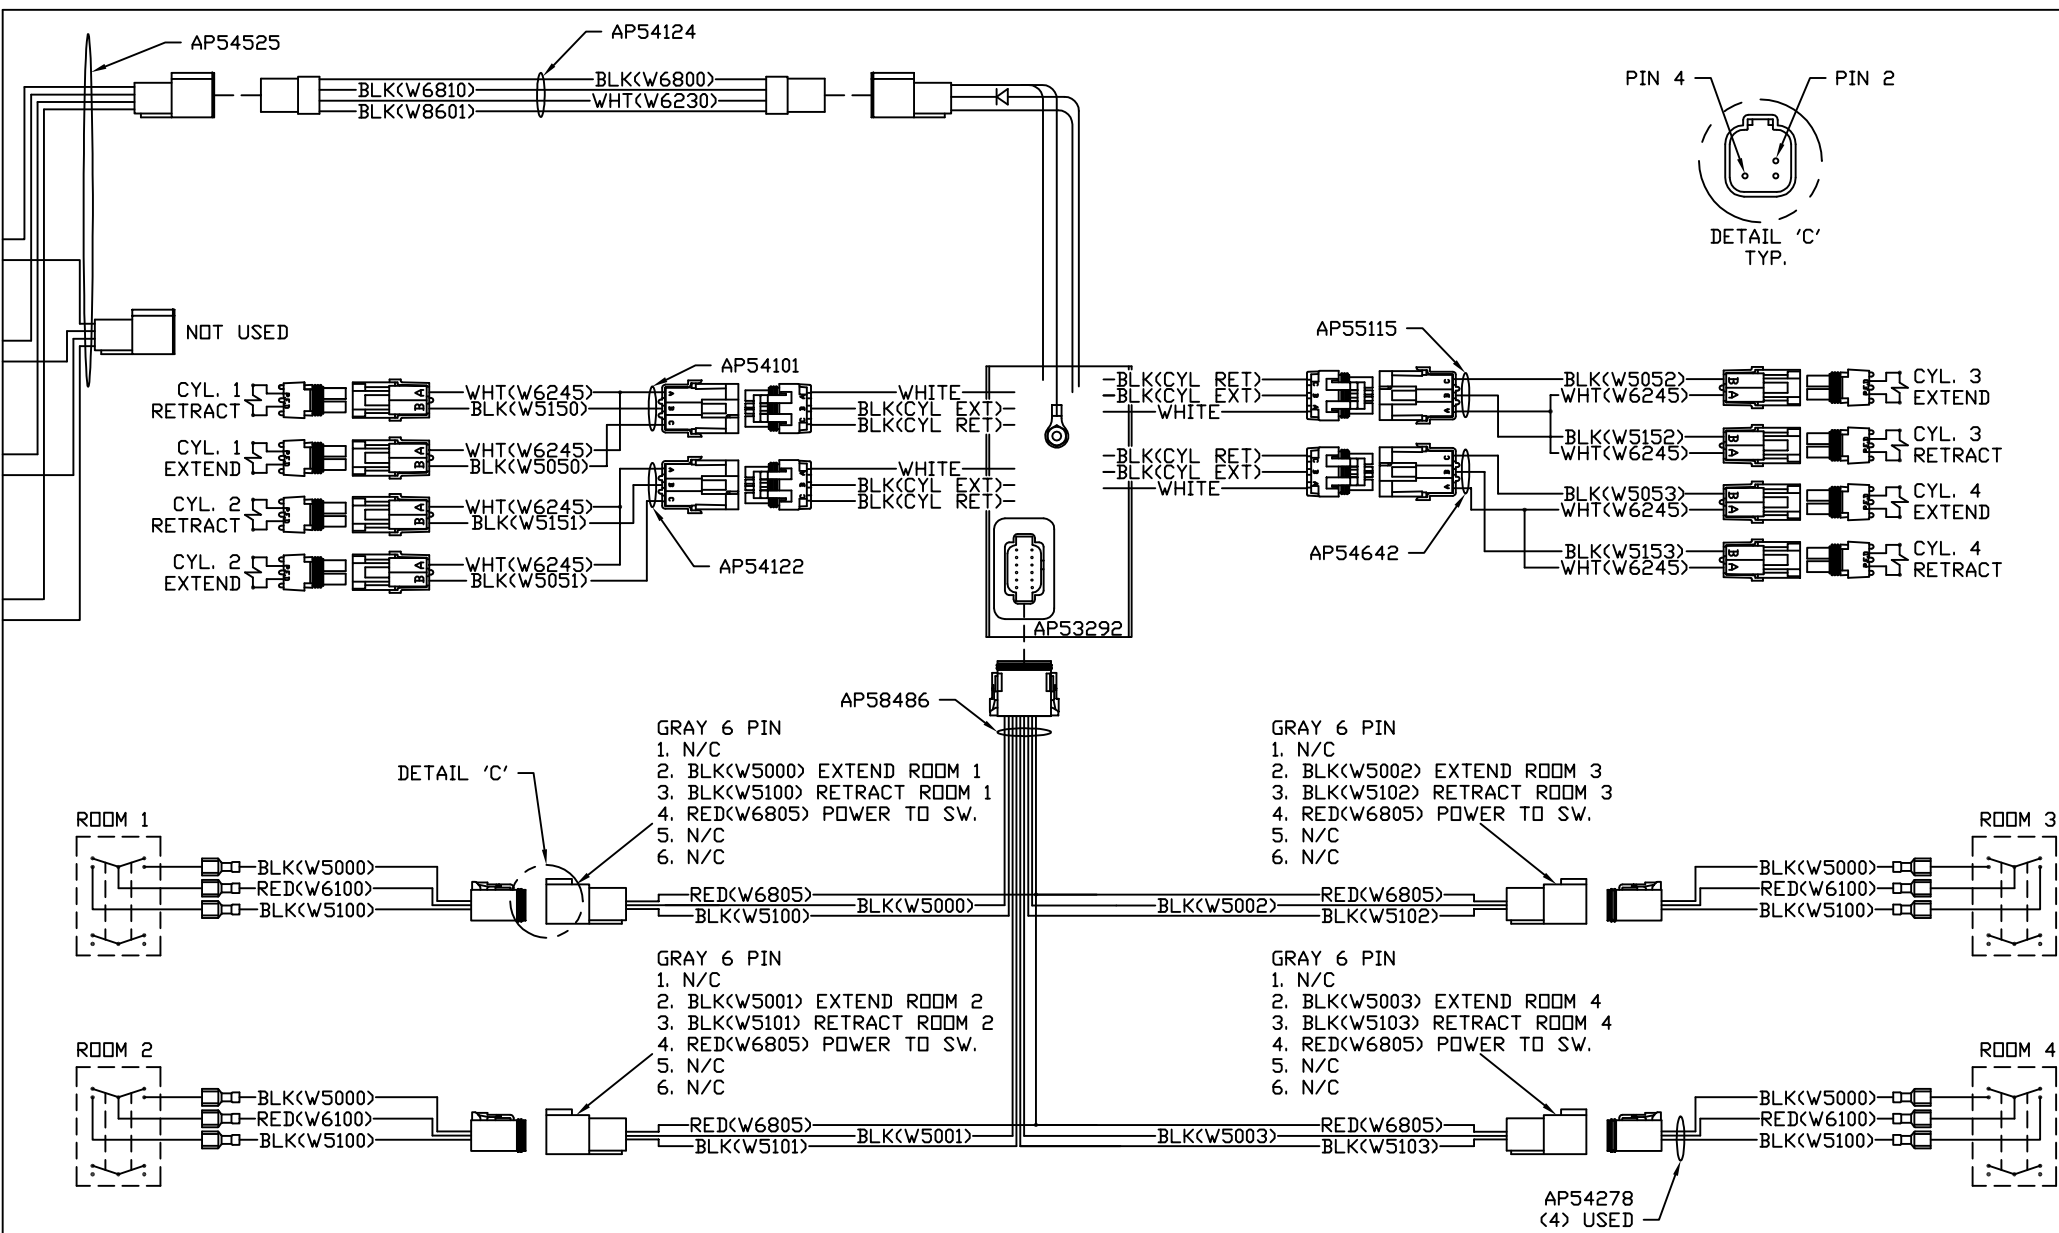 AP54525
AP54124
BLK(W6800)
BLK(W6810)
WHT(W6230)
BLK(W8601)
PIN 4
PIN 2
DETAIL 'C'
TYP.
NOT USED
AP54101
AP55115
CYL. 1
RETRACT
A
B
WHT(W6245)
BLK(W5150)
A
B
C
WHITE
BLK(CYL EXT)
BLK(CYL RET)
CYL. 1
EXTEND
A
B
WHT(W6245)
BLK(W5050)
CYL. 2
RETRACT
A
B
WHT(W6245)
BLK(W5151)
A
B
C
WHITE
BLK(CYL EXT)
BLK(CYL RET)
CYL. 2
EXTEND
A
B
WHT(W6245)
BLK(W5051)
AP54122
BLK(CYL RET)
BLK(CYL EXT)
WHITE
C
B
A
BLK(W5052)
WHT(W6245)
B
A
CYL. 3
EXTEND
BLK(W5152)
WHT(W6245)
B
A
CYL. 3
RETRACT
BLK(CYL RET)
BLK(CYL EXT)
WHITE
C
B
A
BLK(W5053)
WHT(W6245)
B
A
CYL. 4
EXTEND
BLK(W5153)
WHT(W6245)
B
A
CYL. 4
RETRACT
AP54642
AP53292
AP58486
DETAIL 'C'
GRAY 6 PIN
1. N/C
2. BLK(W5000) EXTEND ROOM 1
3. BLK(W5100) RETRACT ROOM 1
4. RED(W6805) POWER TO SW.
5. N/C
6. N/C
GRAY 6 PIN
1. N/C
2. BLK(W5002) EXTEND ROOM 3
3. BLK(W5102) RETRACT ROOM 3
4. RED(W6805) POWER TO SW.
5. N/C
6. N/C
ROOM 1
BLK(W5000)
RED(W6100)
BLK(W5100)
RED(W6805)
BLK(W5000)
BLK(W5100)
RED(W6805)
BLK(W5002)
BLK(W5102)
ROOM 3
BLK(W5000)
RED(W6100)
BLK(W5100)
GRAY 6 PIN
1. N/C
2. BLK(W5001) EXTEND ROOM 2
3. BLK(W5101) RETRACT ROOM 2
4. RED(W6805) POWER TO SW.
5. N/C
6. N/C
GRAY 6 PIN
1. N/C
2. BLK(W5003) EXTEND ROOM 4
3. BLK(W5103) RETRACT ROOM 4
4. RED(W6805) POWER TO SW.
5. N/C
6. N/C
ROOM 2
BLK(W5000)
RED(W6100)
BLK(W5100)
RED(W6805)
BLK(W5001)
BLK(W5101)
RED(W6805)
BLK(W5003)
BLK(W5103)
ROOM 4
BLK(W5000)
RED(W6100)
BLK(W5100)
AP54278
(4) USED